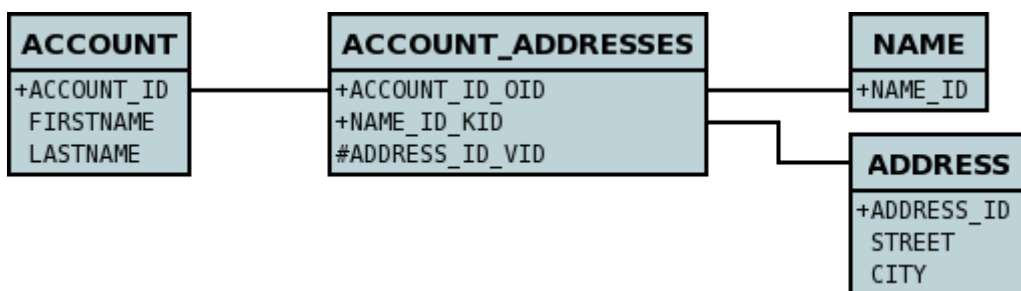 ACCOUNT
+ACCOUNT_ID
FIRSTNAME
LASTNAME
ACCOUNT_ADDRESSES
+ACCOUNT_ID_OID
+NAME_ID_KID
#ADDRESS_ID_VID
NAME
+NAME_ID
ADDRESS
+ADDRESS_ID
STREET
CITY